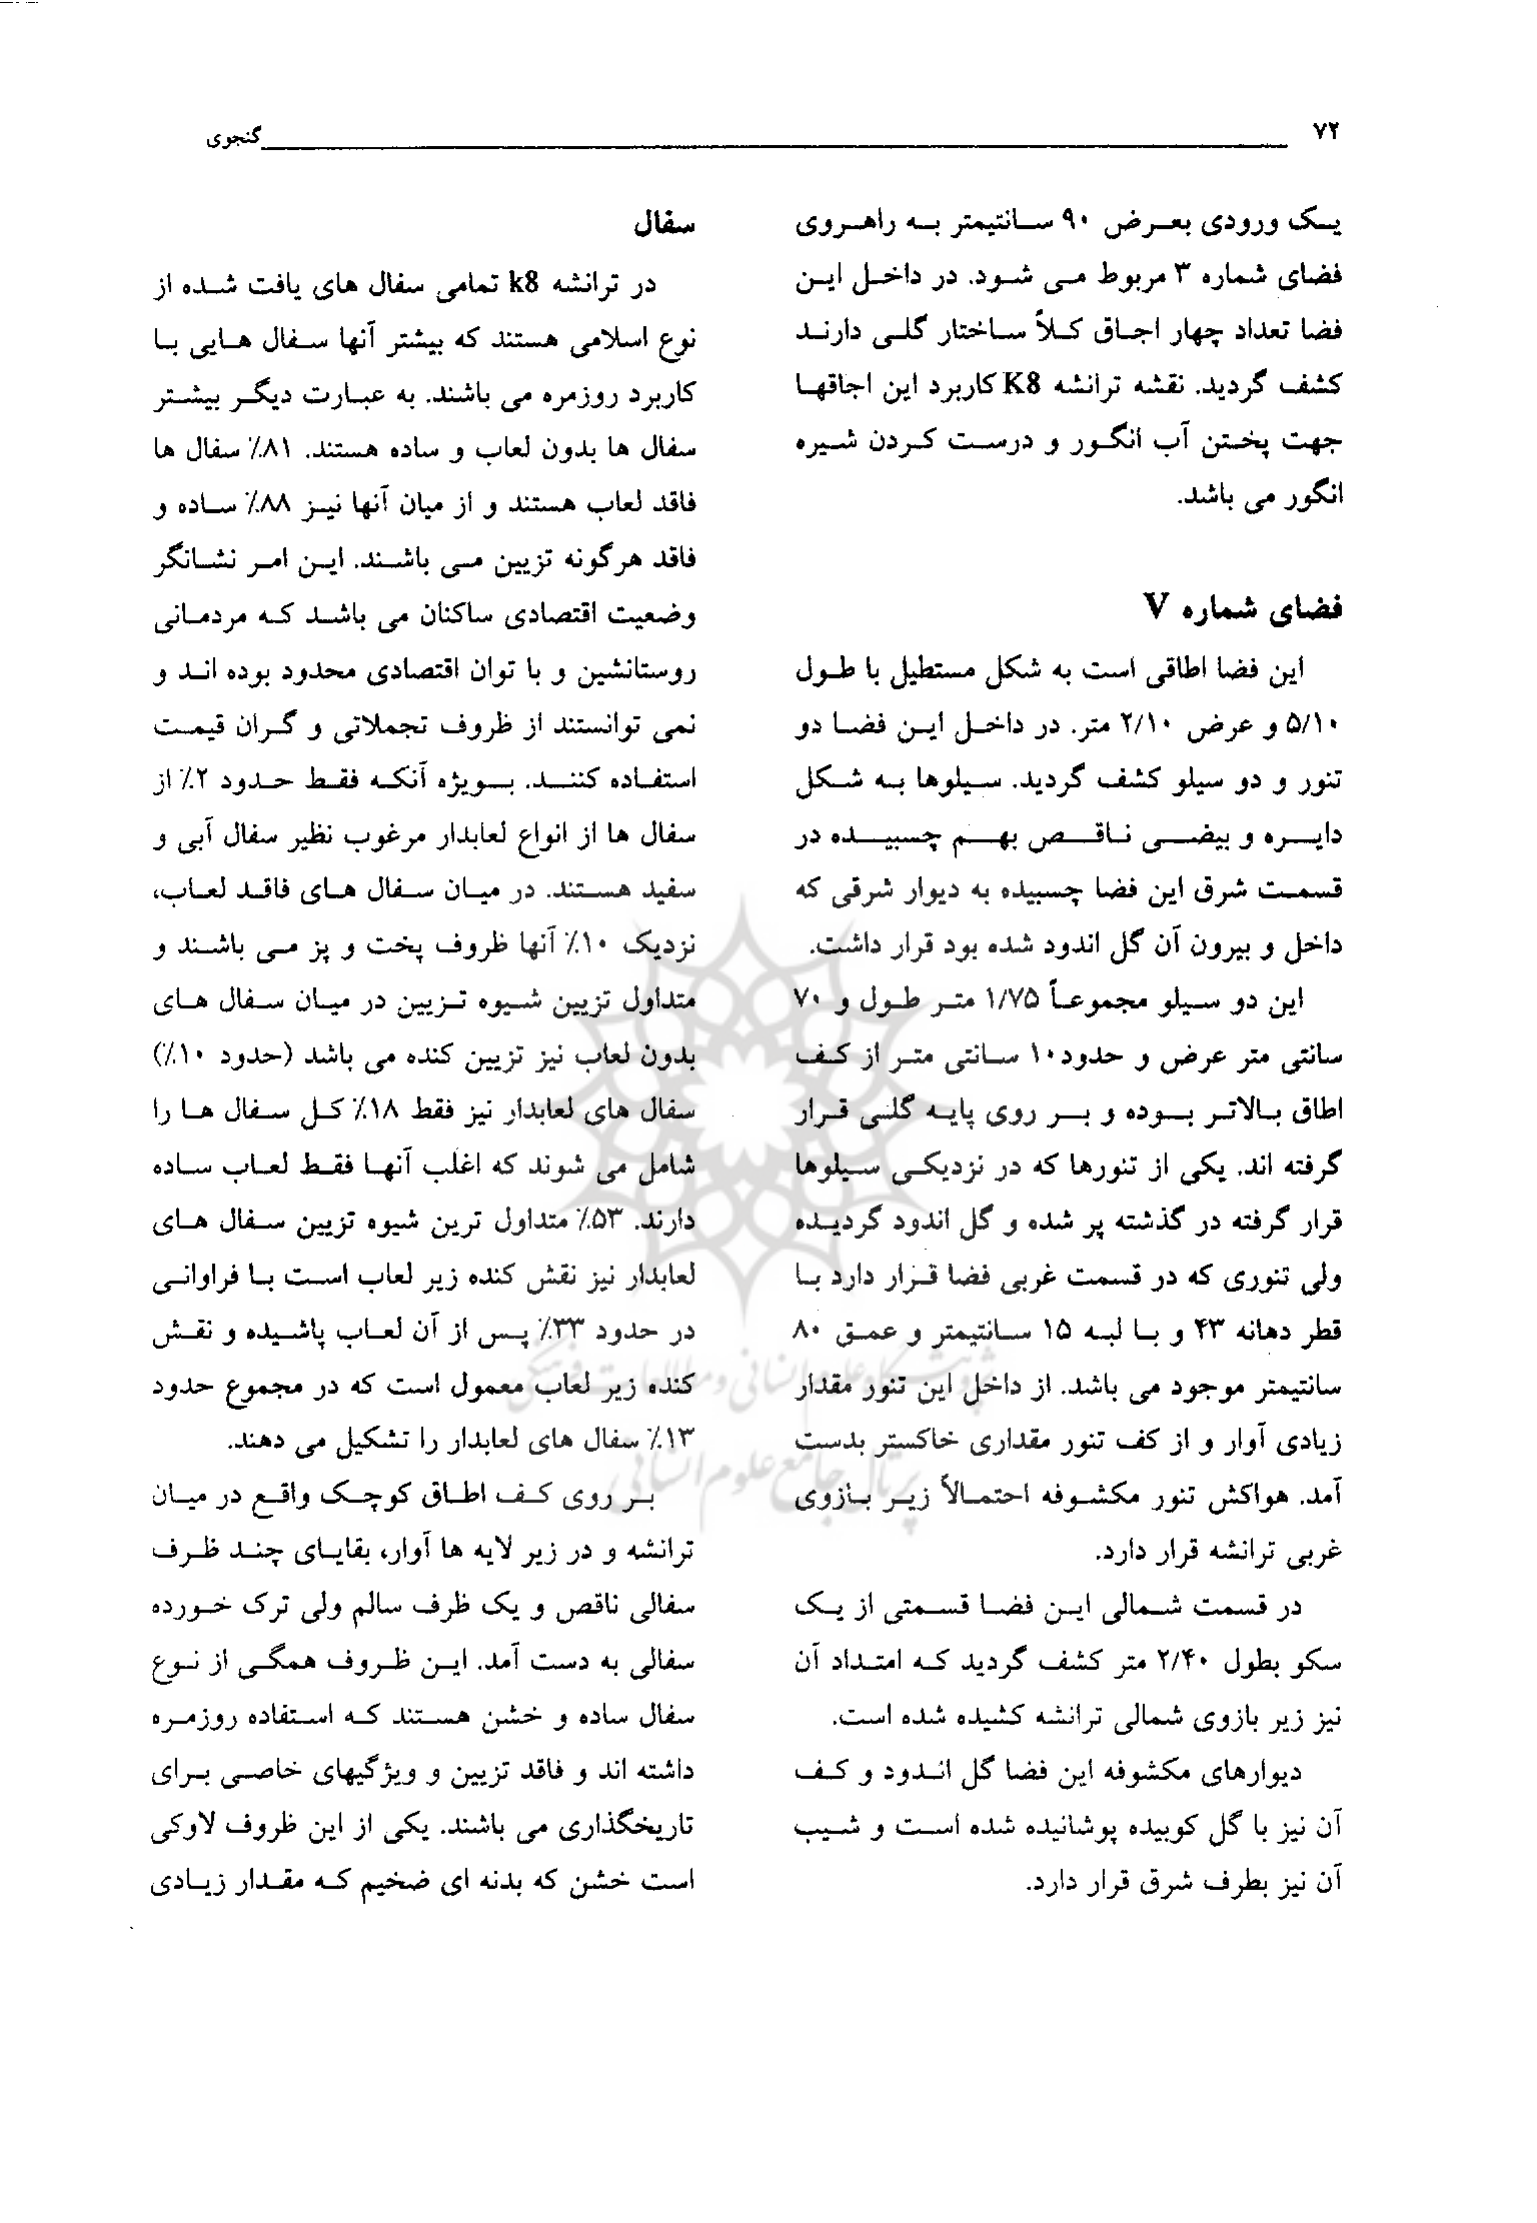 ۷۲
گنجوی
یک ورودی بعرض ۹۰ سانتیمتر به راهروی
فضای شماره ۳ مربوط می شود. در داخل این
فضا تعداد چهار اجاق کلاً ساختار گلی دارند
کشف گردید. نقشه ترانشه K8 کاربرد این اجاقها
جهت پختن آب انگور و درست کردن شیره
انگور می باشد.
فضای شماره V
این فضا اطاقی است به شکل مستطیل با طول
۵/۱۰ و عرض ۲/۱۰ متر. در داخل این فضا دو
تنور و دو سیلو کشف گردید. سیلوها به شکل
دایره و بیضی ناقص بهم چسبیده در
قسمت شرق این فضا چسبیده به دیوار شرقی که
داخل و بیرون آن گل اندود شده بود قرار داشت.
این دو سیلو مجموعاً ۱/۷۵ متر طول و ۷۰
سانتی متر عرض و حدود۱۰ سانتی متر از کف
اطاق بالاتر بوده و بر روی پایه گلی قرار
گرفته اند. یکی از تنورها که در نزدیکی سیلوها
قرار گرفته در گذشته پر شده و گل اندود گردیده
ولی تنوری که در قسمت غربی فضا قرار دارد با
قطر دهانه ۴۳ و با لبه ۱۵ سانتیمتر و عمق ۸۰
سانتیمتر موجود می باشد. از داخل این تنور مقدار
زیادی آوار و از کف تنور مقداری خاکستر بدست
آمد. هواکش تنور مکشوفه احتمالاً زیر بازوی
غربی ترانشه قرار دارد.
در قسمت شمالی این فضا قسمتی از یک
سکو بطول ۲/۴۰ متر کشف گردید که امتداد آن
نیز زیر بازوی شمالی ترانشه کشیده شده است.
دیوارهای مکشوفه این فضا گل اندود و کف
آن نیز با گل کوبیده پوشانیده شده است و شیب
آن نیز بطرف شرق قرار دارد.
سفال
در ترانشه k8 تمامی سفال های یافت شده از
نوع اسلامی هستند که بیشتر آنها سفال هایی با
کاربرد روزمره می باشند. به عبارت دیگر بیشتر
سفال ها بدون لعاب و ساده هستند. ۸۱٪ سفال ها
فاقد لعاب هستند و از میان آنها نیز ۸۸٪ ساده و
فاقد هرگونه تزیین می باشند. این امر نشانگر
وضعیت اقتصادی ساکنان می باشد که مردمانی
روستانشین و با توان اقتصادی محدود بوده اند و
نمی توانستند از ظروف تجملاتی و گران قیمت
استفاده کنند. بویژه آنکه فقط حدود ۲٪ از
سفال ها از انواع لعابدار مرغوب نظیر سفال آبی و
سفید هستند. در میان سفال های فاقد لعاب،
نزدیک ۱۰٪ آنها ظروف پخت و پز می باشند و
متداول تزیین شیوه تزیین در میان سفال های
بدون لعاب نیز تزیین کنده می باشد (حدود ۱۰٪)
سفال های لعابدار نیز فقط ۱۸٪ کل سفال ها را
شامل می شوند که اغلب آنها فقط لعاب ساده
دارند. ۵۳٪ متداول ترین شیوه تزیین سفال های
لعابدار نیز نقش کنده زیر لعاب است با فراوانی
در حدود ۳۳٪ پس از آن لعاب پاشیده و نقش
کنده زیر لعاب معمول است که در مجموع حدود
۱۳٪ سفال های لعابدار را تشکیل می دهند.
بر روی کف اطاق کوچک واقع در میان
ترانشه و در زیر لایه ها آوار، بقایای چند ظرف
سفالی ناقص و یک ظرف سالم ولی ترک خورده
سفالی به دست آمد. این ظروف همگی از نوع
سفال ساده و خشن هستند که استفاده روزمره
داشته اند و فاقد تزیین و ویژگیهای خاصی برای
تاریخگذاری می باشند. یکی از این ظروف لاوکی
است خشن که بدنه ای ضخیم که مقدار زیادی
پژوهشگاه علوم انسانی و مطالعات فرهنگی
پرتال جامع علوم انسانی